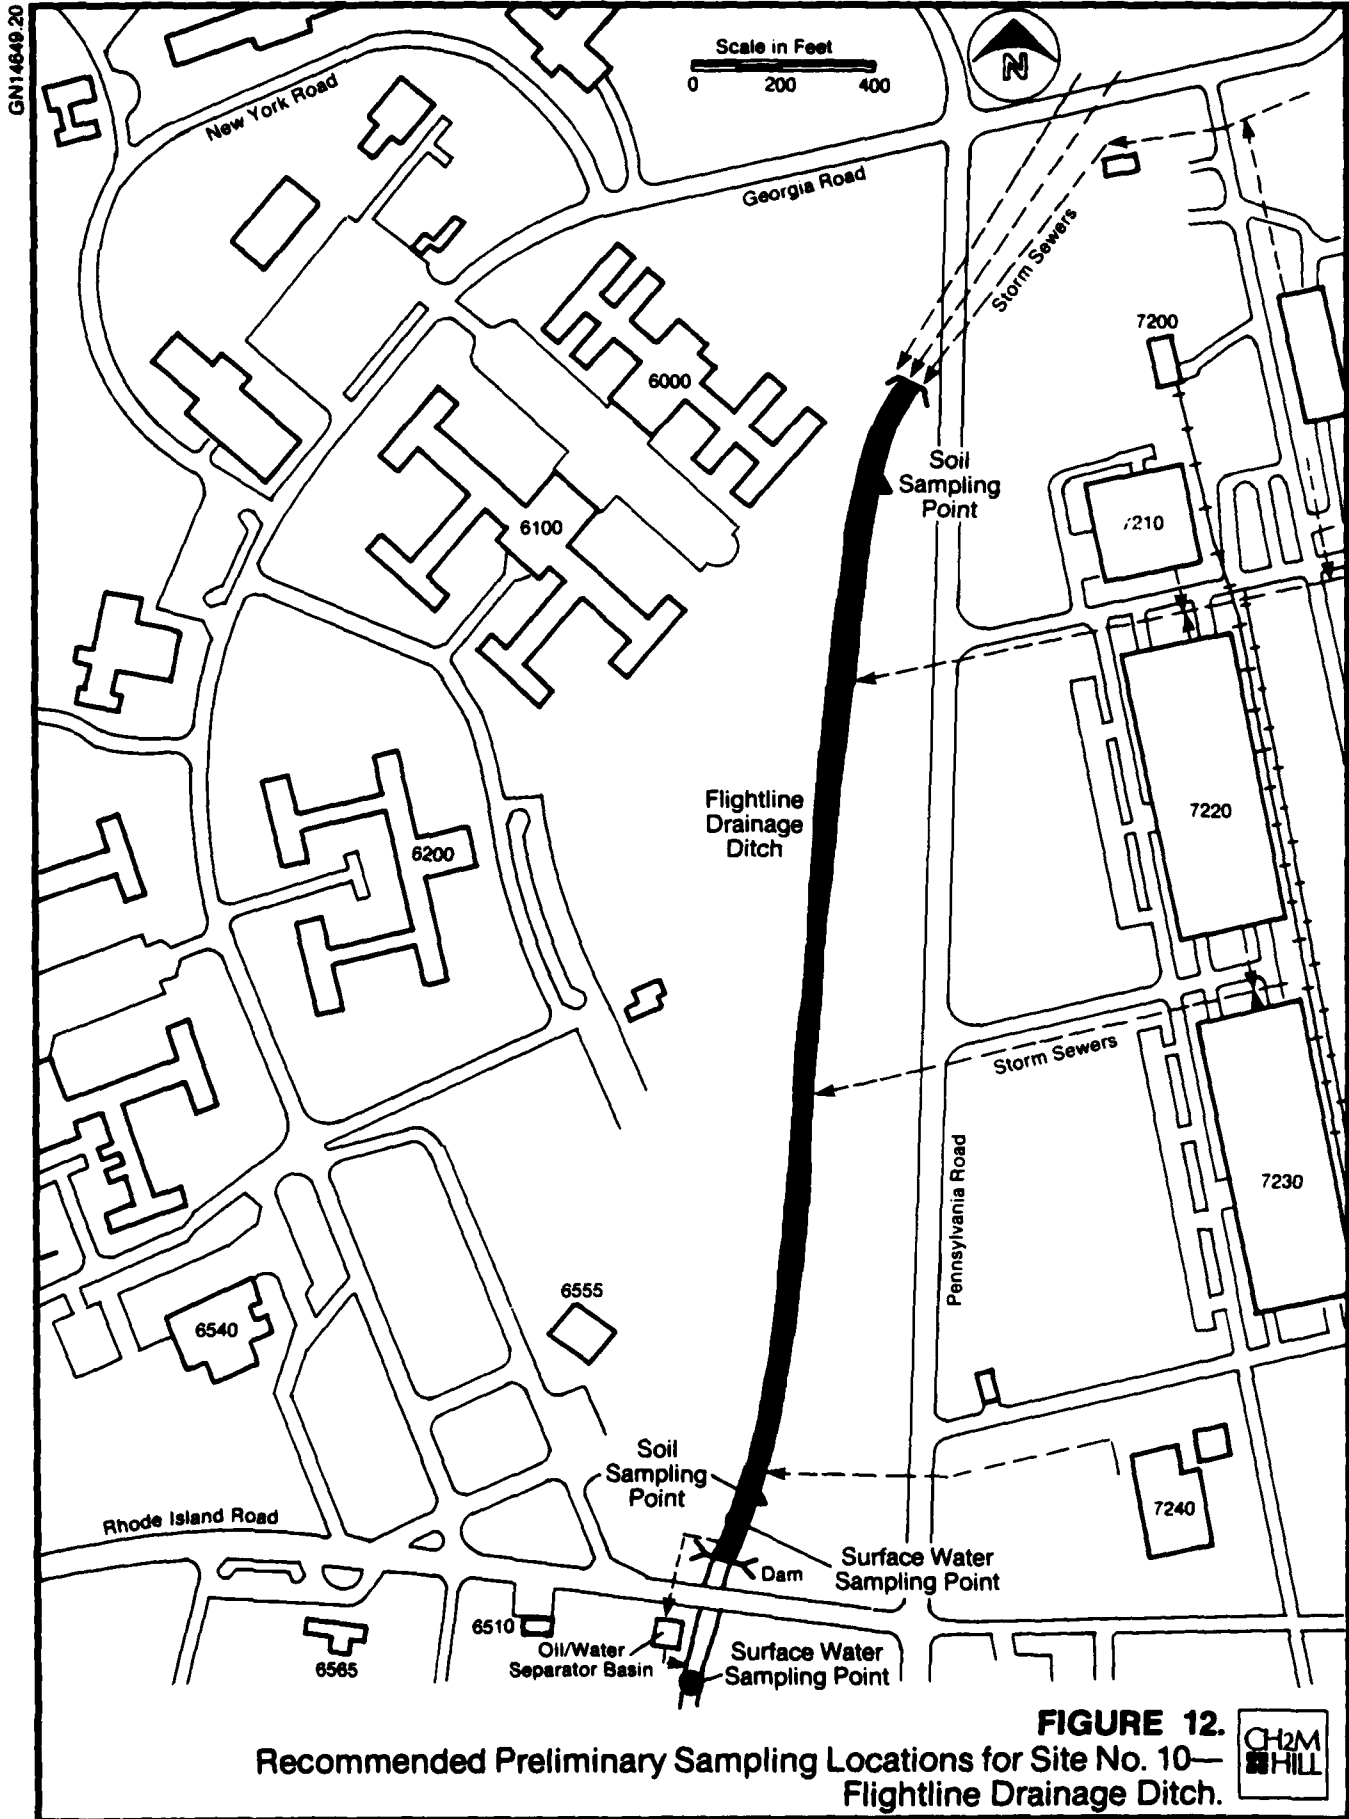 GN14649.20
Scale in Feet
0 200 400
N
New York Road
Georgia Road
Storm Sewers
7200
6000
Soil
Sampling
Point
7210
6100
Flightline
Drainage
Ditch
7220
6200
Storm Sewers
Pennsylvania Road
7230
6555
6540
Soil
Sampling
Point
7240
Rhode Island Road
Surface Water
Sampling Point
Dam
6510
Oil/Water
Separator Basin
6565
Surface Water
Sampling Point
FIGURE 12.
Recommended Preliminary Sampling Locations for Site No. 10—
Flightline Drainage Ditch.
CH2M
HILL